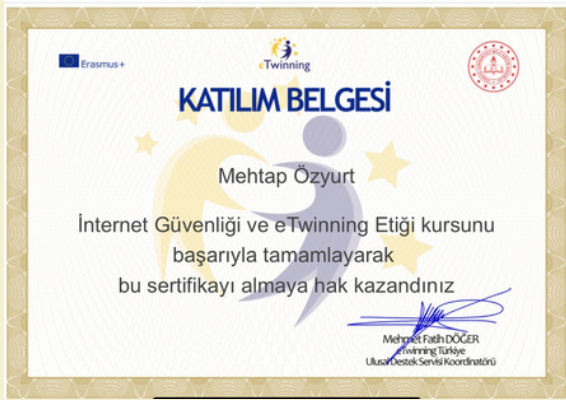 Erasmus+
eTwinning
KATILIM BELGESİ
Mehtap Özyurt
İnternet Güvenliği ve eTwinning Etiği kursunu
başarıyla tamamlayarak
bu sertifikayı almaya hak kazandınız
Mehmet Fatih DÖĞER
eTwinning Türkiye
Ulusal Destek Servisi Koordinatörü